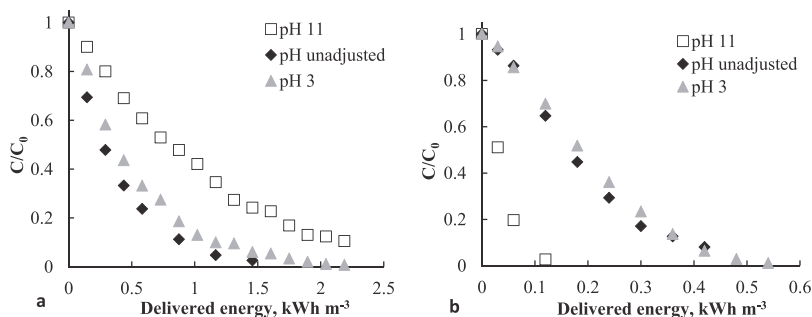 1
0.8
0.6
0.4
0.2
0
C/C0
0 0.5 1 1.5 2 2.5
Delivered energy, kWh m-3
pH 11
pH unadjusted
pH 3
a
1
0.8
0.6
0.4
0.2
0
C/C0
0 0.1 0.2 0.3 0.4 0.5 0.6
Delivered energy, kWh m-3
pH 11
pH unadjusted
pH 3
b